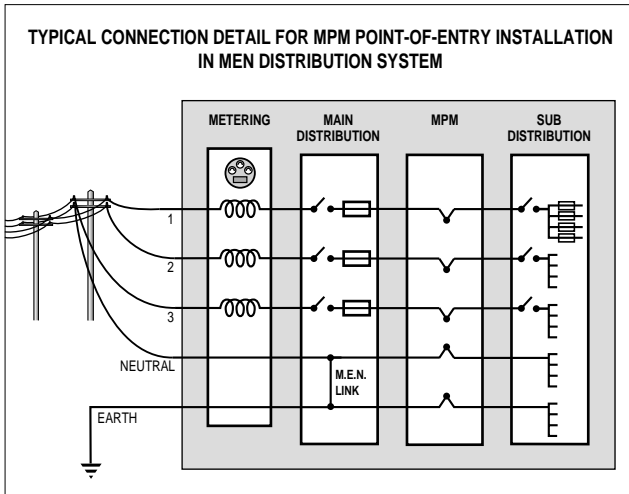 TYPICAL CONNECTION DETAIL FOR MPM POINT-OF-ENTRY INSTALLATION
IN MEN DISTRIBUTION SYSTEM
METERING
MAIN
DISTRIBUTION
MPM
SUB
DISTRIBUTION
1
2
3
NEUTRAL
M.E.N.
LINK
EARTH